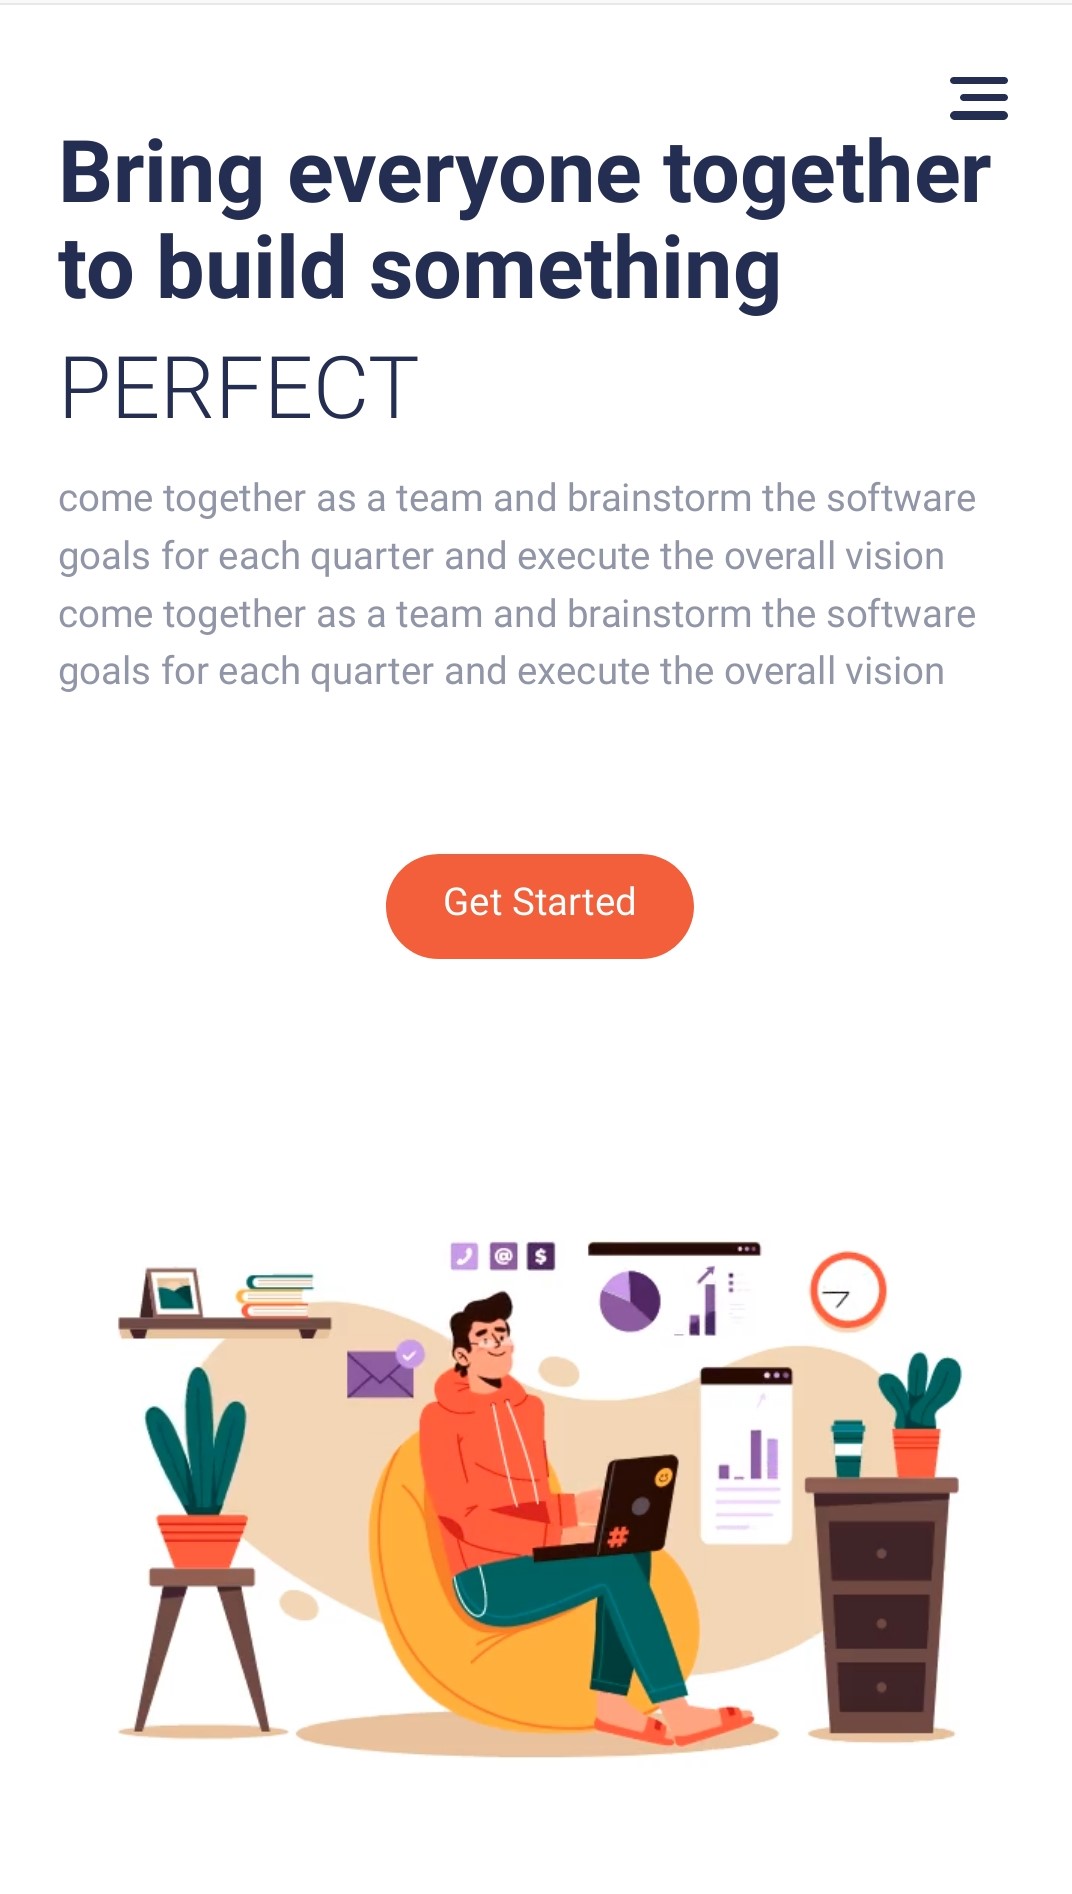 Bring everyone together
to build something
PERFECT
come together as a team and brainstorm the software
goals for each quarter and execute the overall vision
come together as a team and brainstorm the software
goals for each quarter and execute the overall vision
Get Started
@ $
#